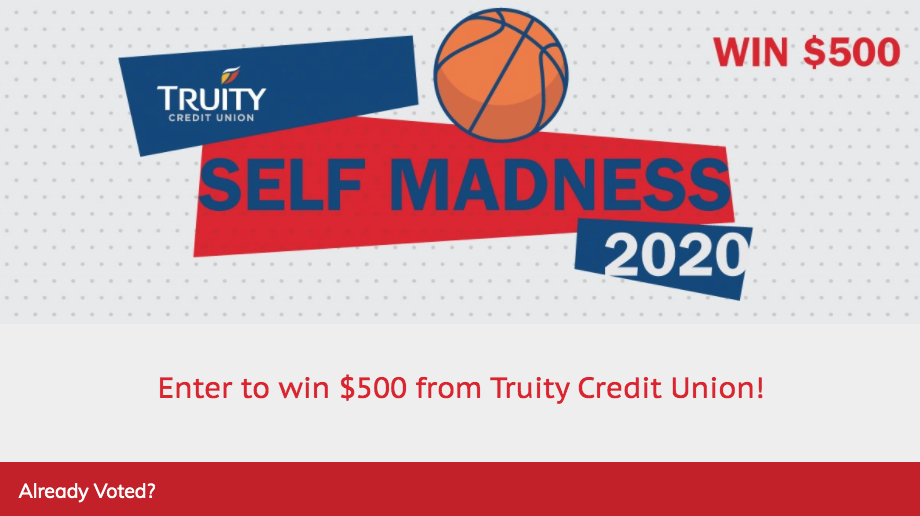 WIN $500
TRUITY
CREDIT UNION
SELF MADNESS
2020
Enter to win $500 from Truity Credit Union!
Already Voted?